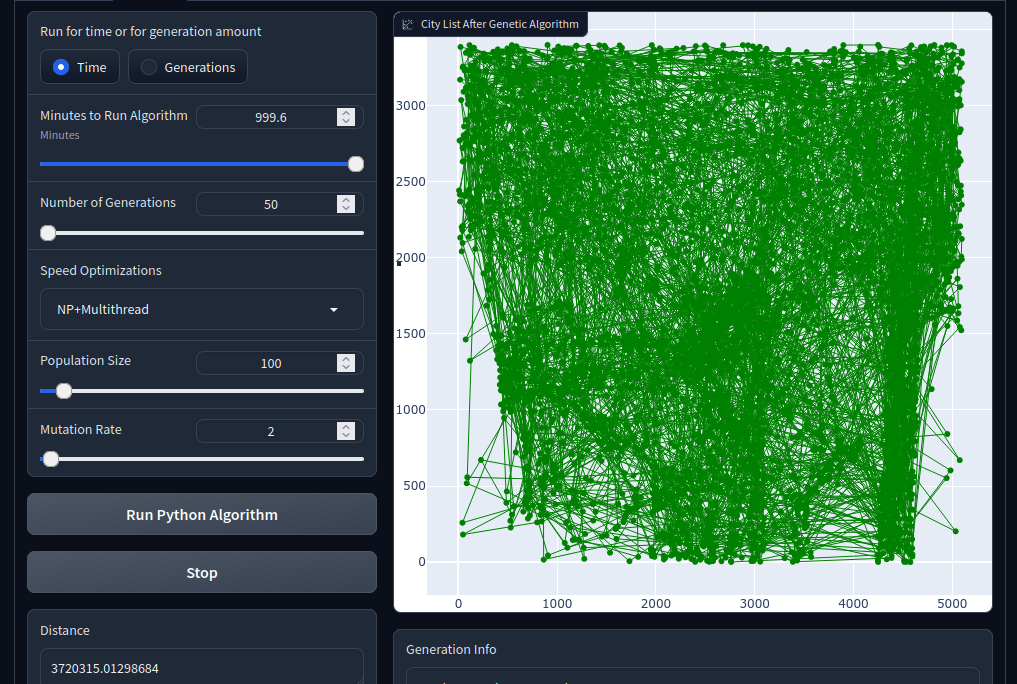 Run for time or for generation amount
Time
Generations
Minutes to Run Algorithm
999.6
Minutes
Number of Generations
50
Speed Optimizations
NP+Multithread
Population Size
100
Mutation Rate
2
Run Python Algorithm
Stop
Distance
3720315.01298684
City List After Genetic Algorithm
3000
2500
2000
1500
1000
500
0
0
1000
2000
3000
4000
5000
Generation Info